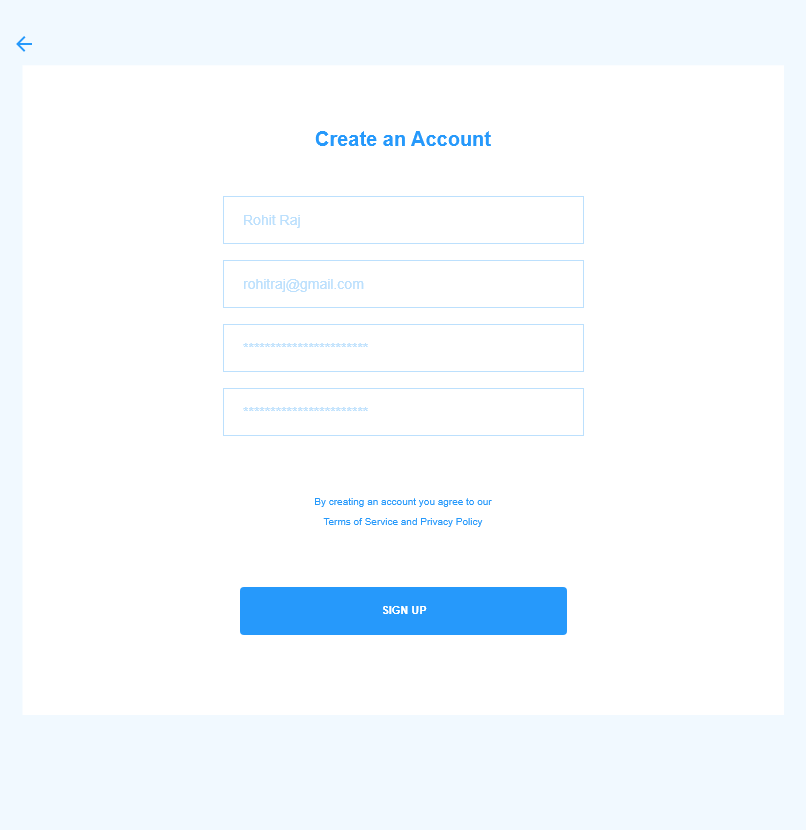 Create an Account
Rohit Raj
rohitraj@gmail.com
***********************
***********************
By creating an account you agree to our
Terms of Service and Privacy Policy
SIGN UP